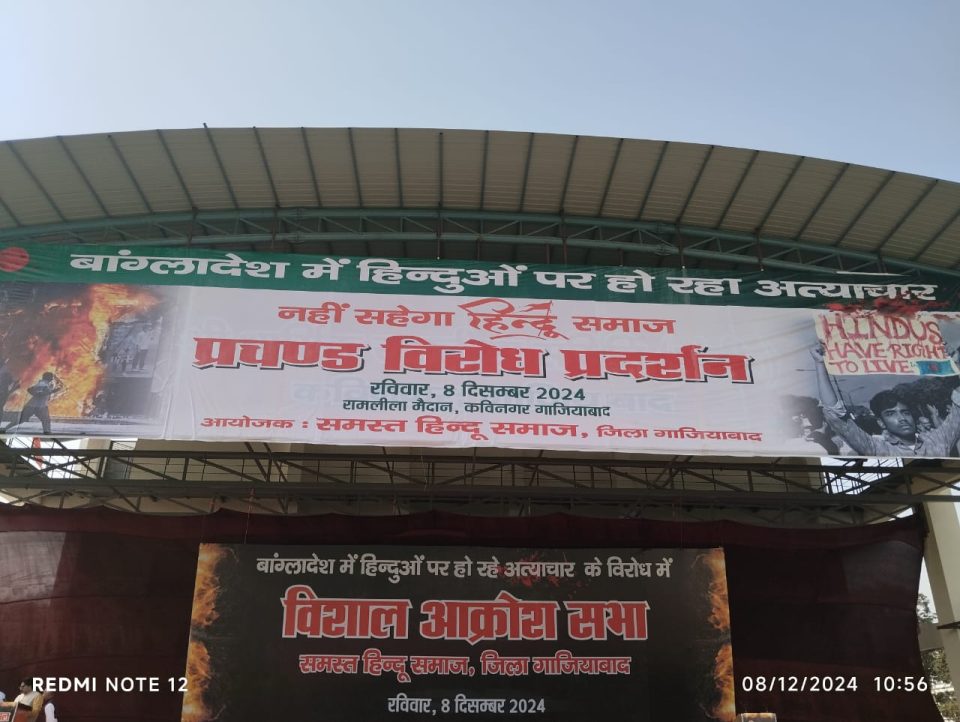 बांग्लादेश में हिन्दुओं पर हो रहा अत्याचार
नहीं सहेगा हिन्दू समाज
प्रचण्ड विरोध प्रदर्शन
रविवार, 8 दिसम्बर 2024
रामलीला मैदान, कविनगर गाजियाबाद
आयोजक : समस्त हिन्दू समाज, जिला गाजियाबाद
HINDUS
HAVE RIGHT
TO LIVE
बांग्लादेश में हिन्दुओं पर हो रहे अत्याचार के विरोध में
विशाल आक्रोश सभा
समस्त हिन्दू समाज, जिला गाजियाबाद
रविवार, 8 दिसम्बर 2024
REDMI NOTE 12
08/12/2024 10:56